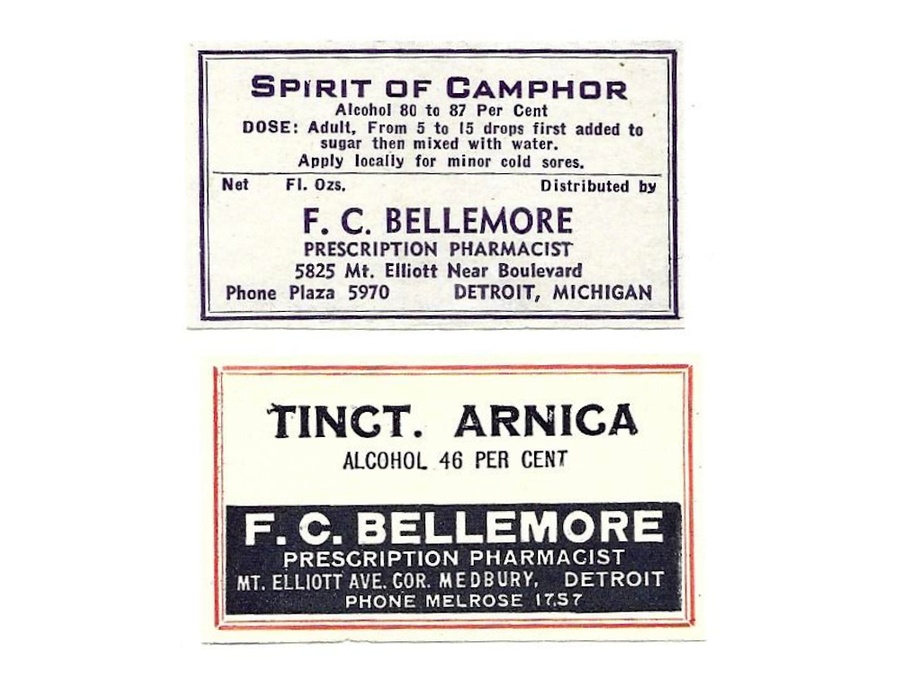 SPIRIT OF CAMPHOR
Alcohol 80 to 87 Per Cent
DOSE: Adult, From 5 to 15 drops first added to
sugar then mixed with water.
Apply locally for minor cold sores.
Net Fl. Ozs. Distributed by
F. C. BELLEMORE
PRESCRIPTION PHARMACIST
5825 Mt. Elliott Near Boulevard
Phone Plaza 5970 DETROIT, MICHIGAN
TINCT. ARNICA
ALCOHOL 46 PER CENT
F. C. BELLEMORE
PRESCRIPTION PHARMACIST
MT. ELLIOTT AVE. COR. MEDBURY, DETROIT
PHONE MELROSE 1757